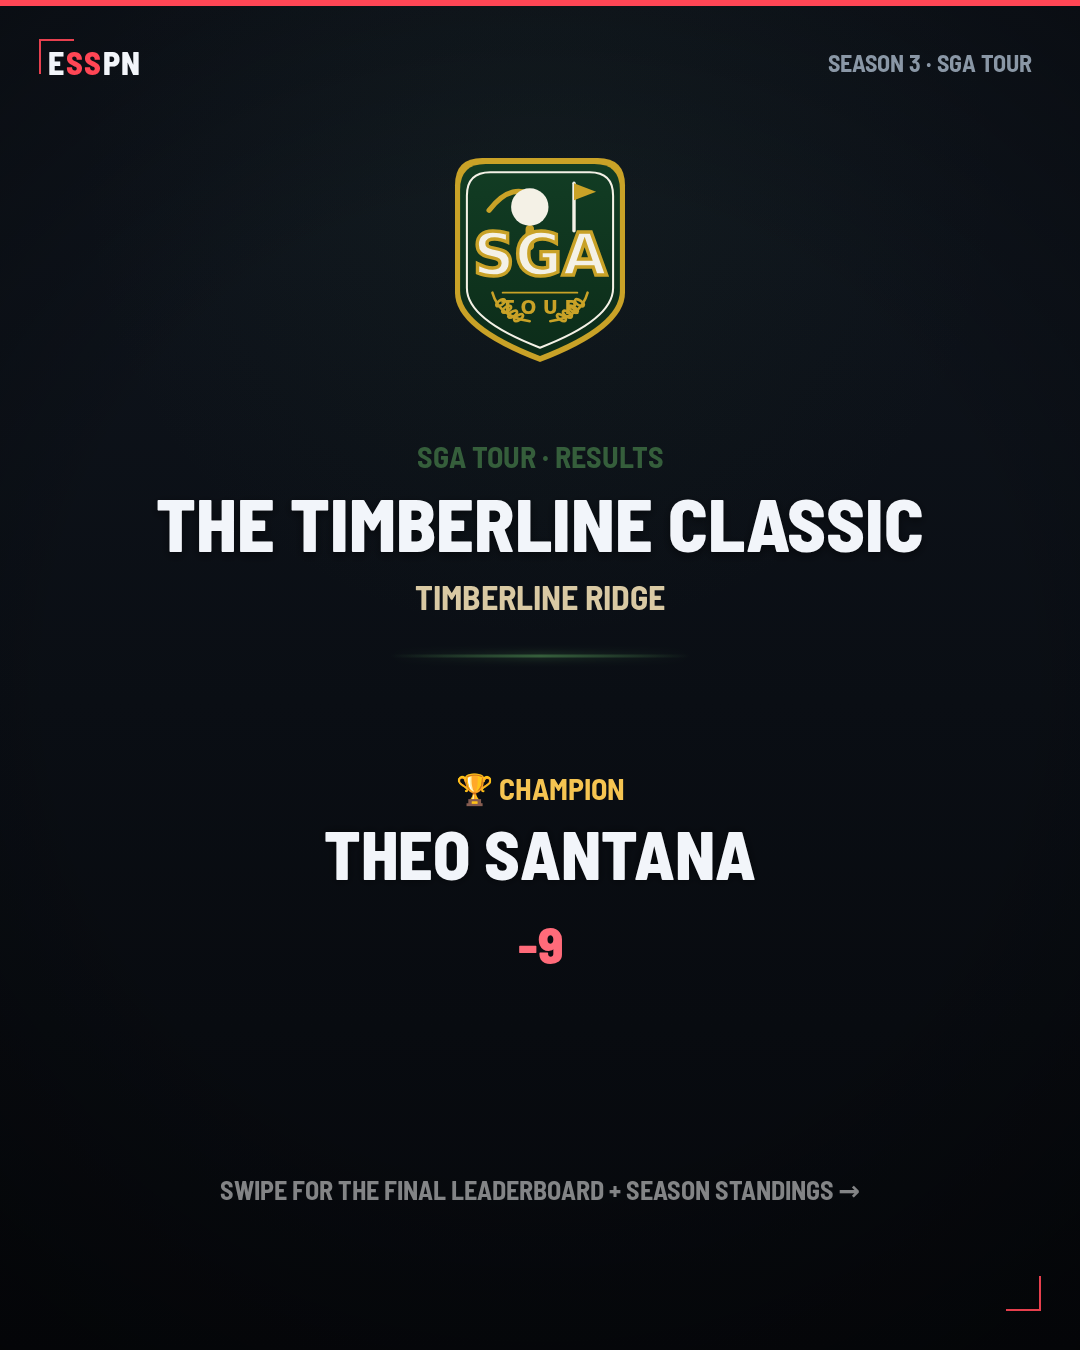 ESSPN
SEASON 3 · SGA TOUR
SGA
TOUR
SGA TOUR · RESULTS
THE TIMBERLINE CLASSIC
TIMBERLINE RIDGE
🏆 CHAMPION
THEO SANTANA
-9
SWIPE FOR THE FINAL LEADERBOARD + SEASON STANDINGS →